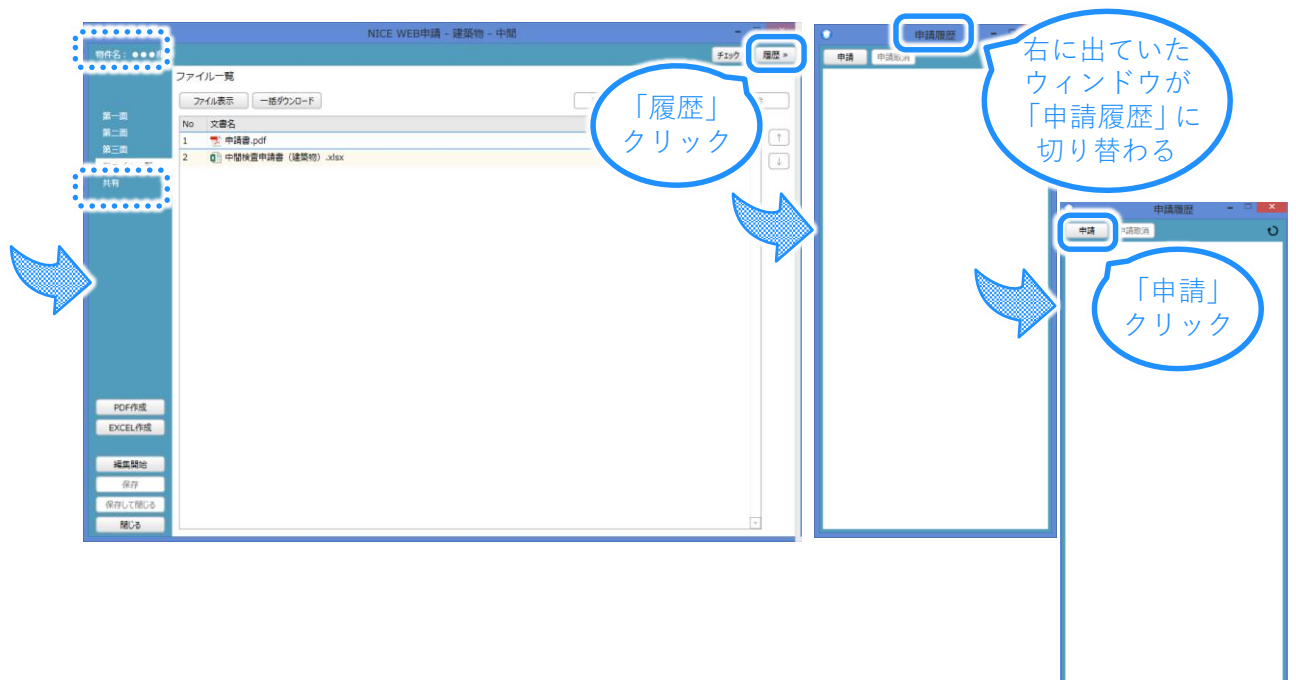 NICE WEB申請 - 建築物 - 中間
物件名：●●●
チェック
履歴 »
ファイル一覧
ファイル表示
一括ダウンロード
第一面
第二面
第三面
共有
No 文書名
1 申請書.pdf
2 中間検査申請書（建築物）.xlsx
↑
↓
PDF作成
EXCEL作成
編集開始
保存
保存して閉じる
閉じる
「履歴」
クリック
申請履歴
申請
申請取消
右に出ていた
ウィンドウが
「申請履歴」に
切り替わる
申請履歴
申請
申請取消
「申請」
クリック